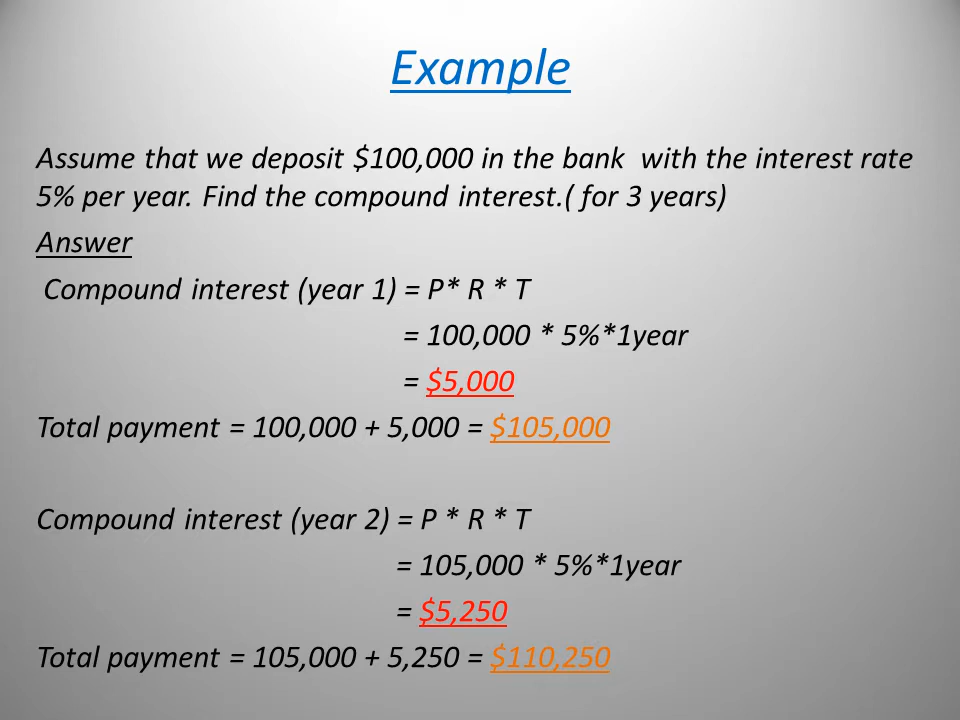 Example
Assume that we deposit $100,000 in the bank  with the interest rate
5% per year. Find the compound interest.( for 3 years)
Answer
Compound interest (year 1) = P* R * T
= 100,000 * 5%*1year
= $5,000
Total payment = 100,000 + 5,000 = $105,000
Compound interest (year 2) = P * R * T
= 105,000 * 5%*1year
= $5,250
Total payment = 105,000 + 5,250 = $110,250